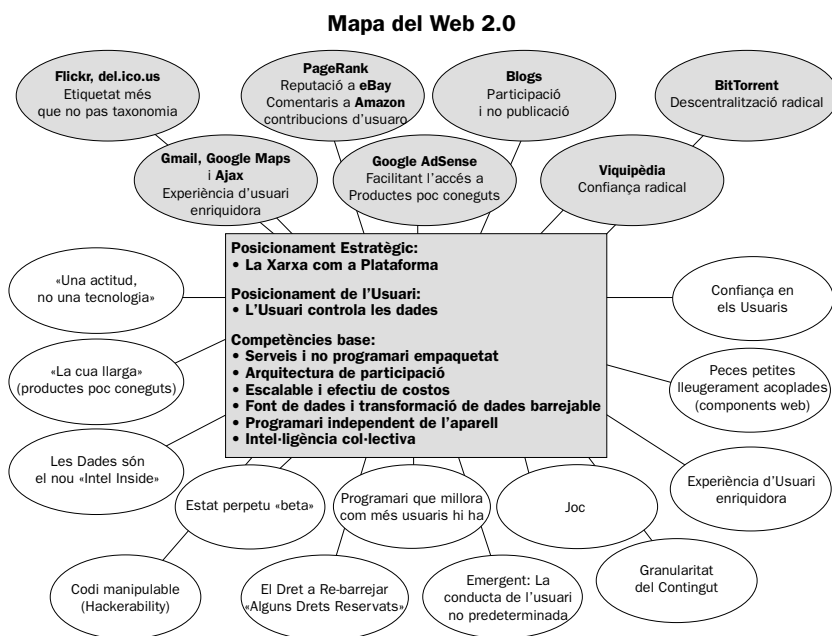 Mapa del Web 2.0
Flickr, del.ico.us
Etiquetat més
que no pas taxonomia
PageRank
Reputació a eBay
Comentaris a Amazon
contribucions d'usuaro
Blogs
Participació
i no publicació
BitTorrent
Descentralització radical
Gmail, Google Maps
i Ajax
Experiència d'usuari
enriquidora
Google AdSense
Facilitant l'accés a
Productes poc coneguts
Viquipèdia
Confiança radical
Posicionament Estratègic:
• La Xarxa com a Plataforma
Posicionament de l'Usuari:
• L'Usuari controla les dades
Competències base:
• Serveis i no programari empaquetat
• Arquitectura de participació
• Escalable i efectiu de costos
• Font de dades i transformació de dades barrejable
• Programari independent de l'aparell
• Intel·ligència col·lectiva
«Una actitud,
no una tecnologia»
«La cua llarga»
(productes poc coneguts)
Les Dades són
el nou «Intel Inside»
Confiança en
els Usuaris
Peces petites
lleugerament acoplades
(components web)
Experiència d'Usuari
enriquidora
Estat perpetu «beta»
Programari que millora
com més usuaris hi ha
Joc
Codi manipulable
(Hackerability)
El Dret a Re-barrejar
«Alguns Drets Reservats»
Emergent: La
conducta de l'usuari
no predeterminada
Granularitat
del Contingut